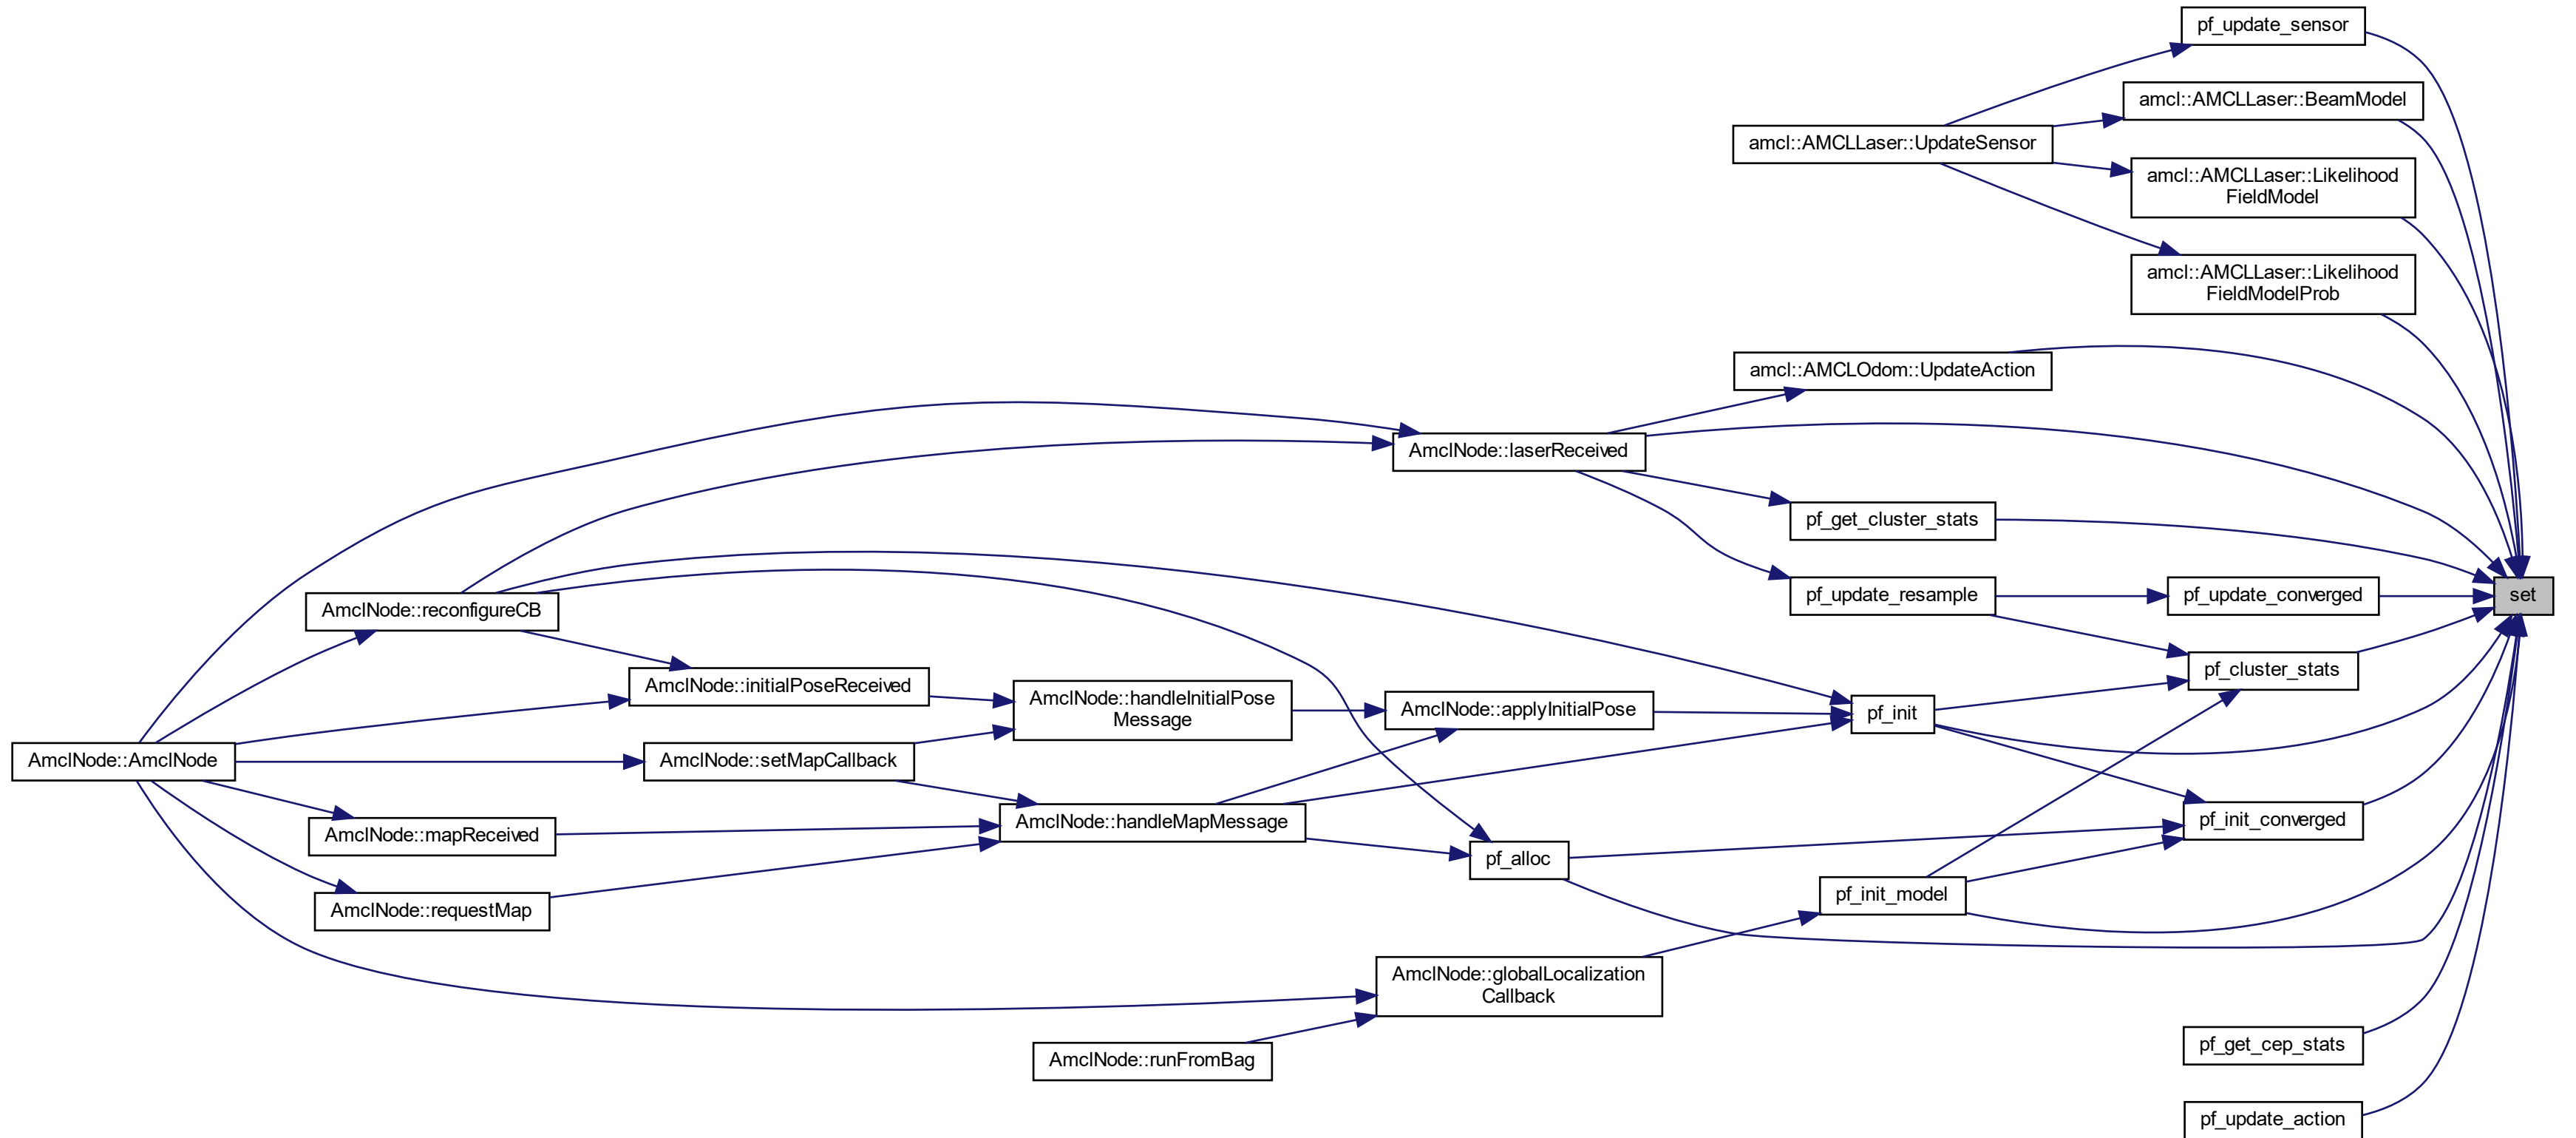 pf_update_sensor
amcl::AMCLLaser::BeamModel
amcl::AMCLLaser::UpdateSensor
amcl::AMCLLaser::Likelihood
FieldModel
amcl::AMCLLaser::Likelihood
FieldModelProb
amcl::AMCLOdom::UpdateAction
AmclNode::laserReceived
pf_get_cluster_stats
AmclNode::reconfigureCB
pf_update_resample
pf_update_converged
set
AmclNode::initialPoseReceived
AmclNode::handleInitialPose
Message
AmclNode::applyInitialPose
pf_init
pf_cluster_stats
AmclNode::AmclNode
AmclNode::setMapCallback
AmclNode::mapReceived
AmclNode::handleMapMessage
pf_alloc
pf_init_converged
AmclNode::requestMap
pf_init_model
AmclNode::globalLocalization
Callback
AmclNode::runFromBag
pf_get_cep_stats
pf_update_action